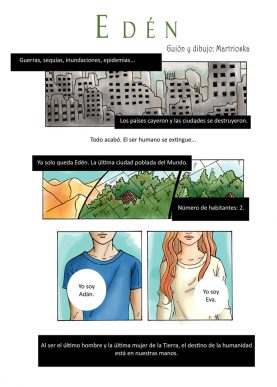 EDÉN
Guión y dibujo: Martrioska
Guerras, sequías, inundaciones, epidemias...
Los países cayeron y las ciudades se destruyeron.
Todo acabó. El ser humano se extingue...
Ya solo queda Edén. La última ciudad poblada del Mundo.
Número de habitantes: 2.
Yo soy
Adán.
Yo soy
Eva.
Al ser el último hombre y la última mujer de la Tierra, el destino de la humanidad
está en nuestras manos.